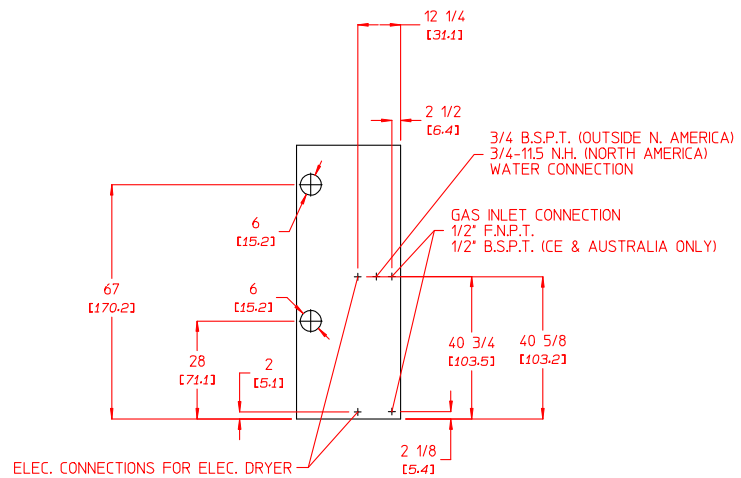 12 1/4
[31.1]
2 1/2
[6.4]
3/4 B.S.P.T. (OUTSIDE N. AMERICA)
3/4-11.5 N.H. (NORTH AMERICA)
WATER CONNECTION
GAS INLET CONNECTION
1/2" F.N.P.T.
1/2" B.S.P.T. (CE & AUSTRALIA ONLY)
6
[15.2]
67
[170.2]
6
[15.2]
28
[71.1]
2
[5.1]
40 3/4
[103.5]
40 5/8
[103.2]
2 1/8
[5.4]
ELEC. CONNECTIONS FOR ELEC. DRYER